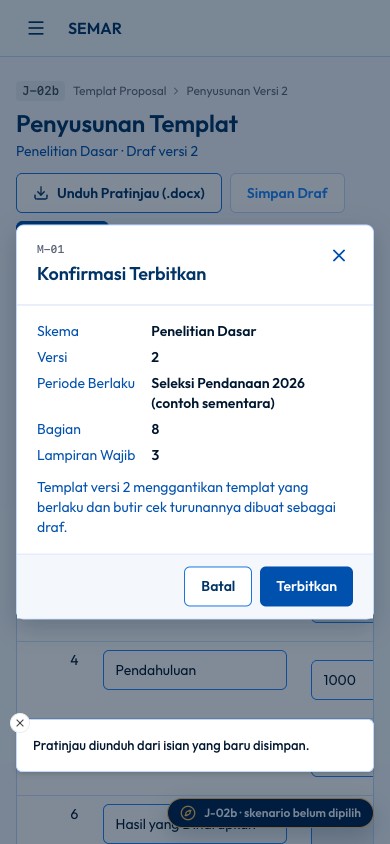 SEMAR
J-02b Templat Proposal > Penyusunan Versi 2
Penyusunan Templat
Penelitian Dasar · Draf versi 2
Unduh Pratinjau (.docx) Simpan Draf
M-01
Konfirmasi Terbitkan
Skema Penelitian Dasar
Versi 2
Periode Berlaku Seleksi Pendanaan 2026
(contoh sementara)
Bagian 8
Lampiran Wajib 3
Templat versi 2 menggantikan templat yang
berlaku dan butir cek turunannya dibuat sebagai
draf.
Batal Terbitkan
4 Pendahuluan
1000
Pratinjau diunduh dari isian yang baru disimpan.
J-02b · skenario belum dipilih
6 Hasil yang